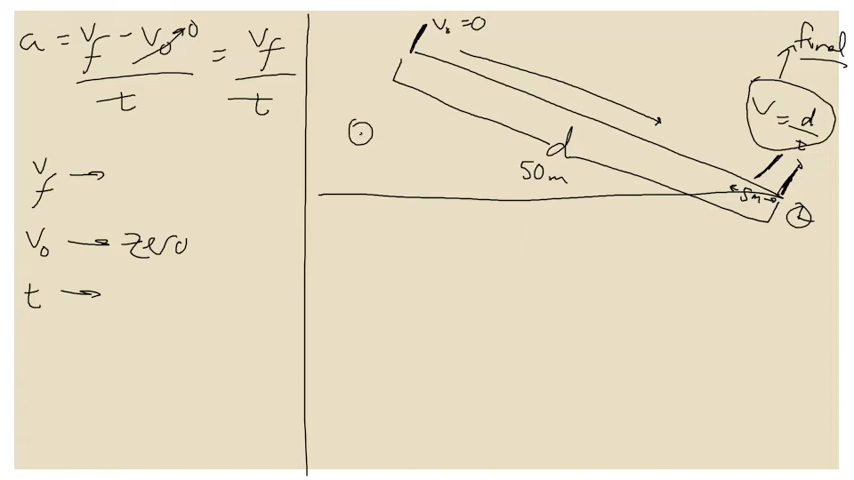 a = Vf - V0 = Vf
t t
Vf →
V0 → zero
t →
V0 = 0
d
50m
final
V = d
t
5m